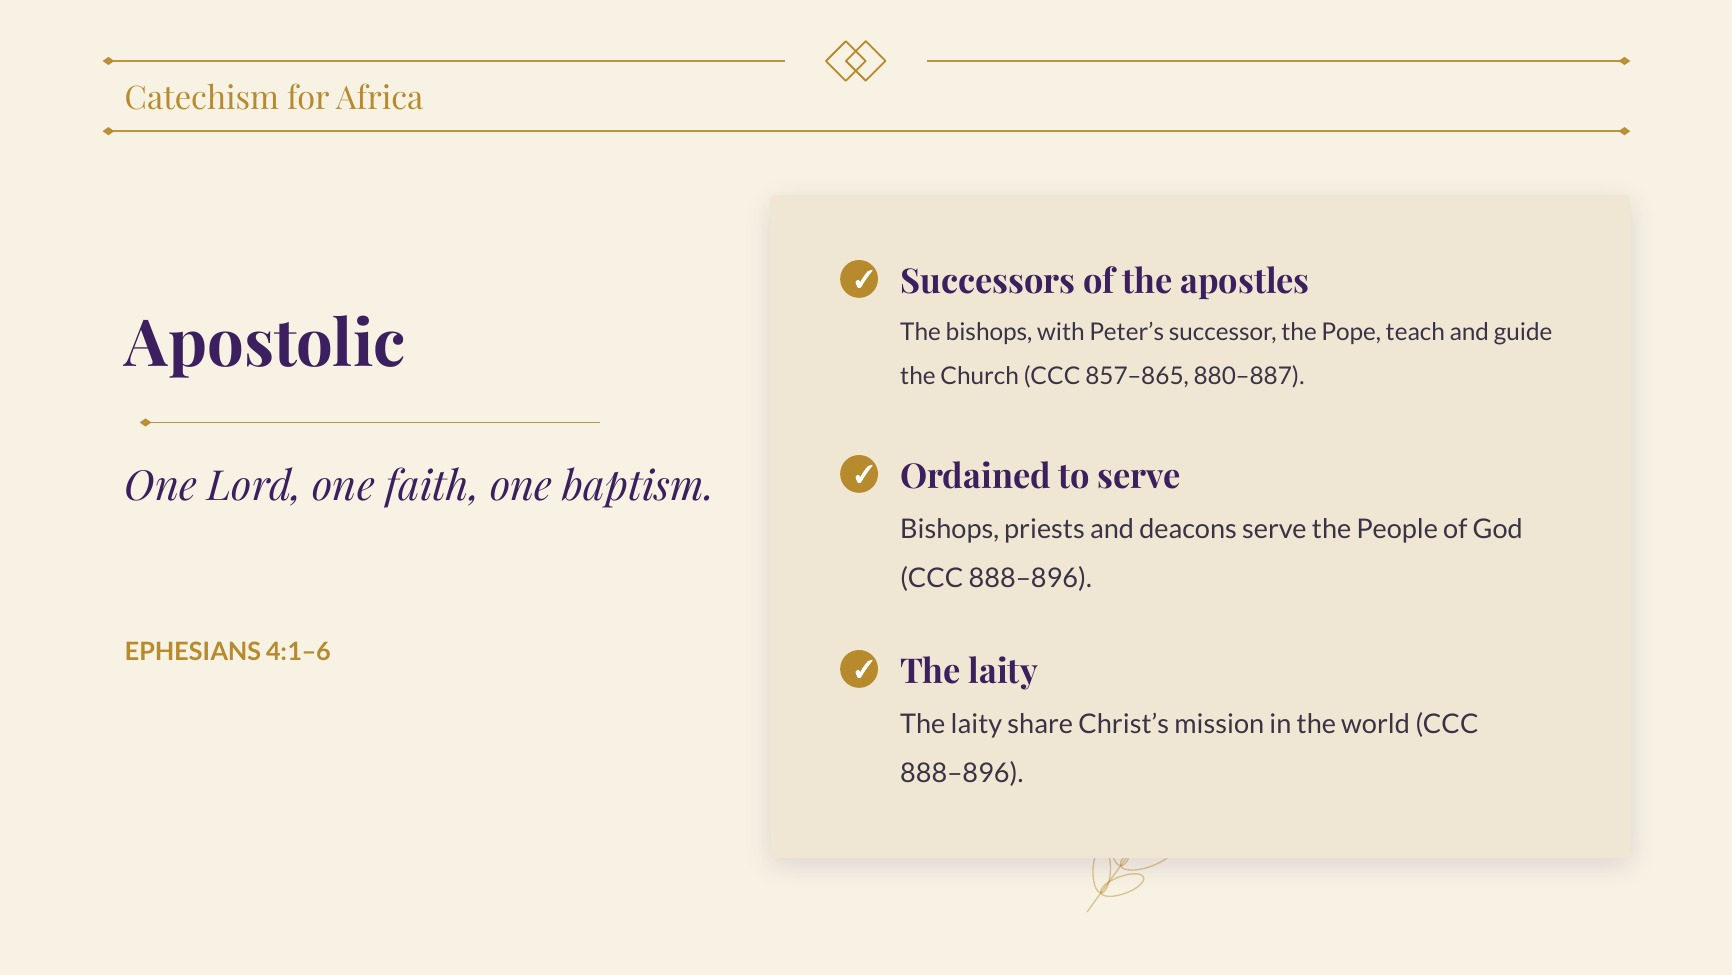 Catechism for Africa
Apostolic
One Lord, one faith, one baptism.
EPHESIANS 4:1–6
Successors of the apostles
The bishops, with Peter’s successor, the Pope, teach and guide
the Church (CCC 857–865, 880–887).
Ordained to serve
Bishops, priests and deacons serve the People of God
(CCC 888–896).
The laity
The laity share Christ’s mission in the world (CCC
888–896).